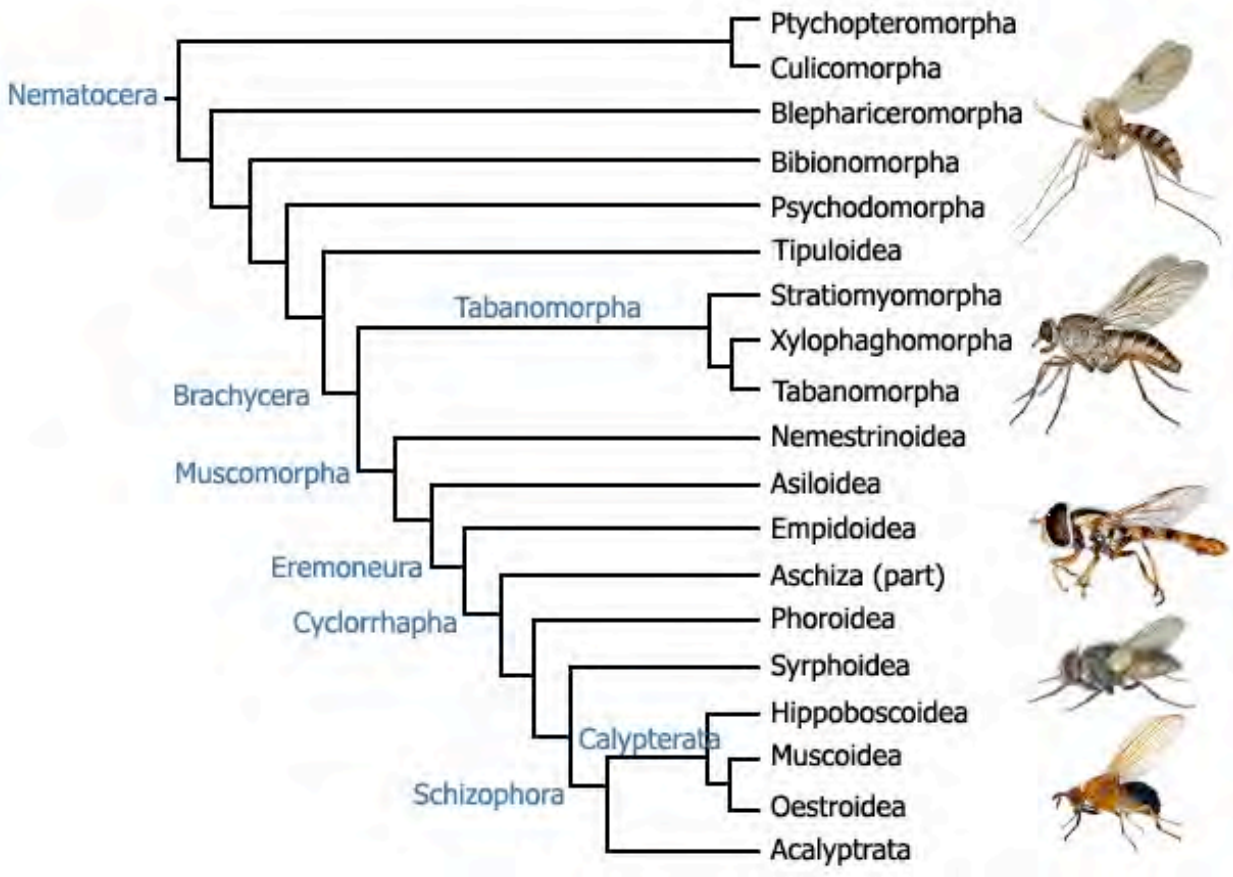 Ptychopteromorpha
Culicomorpha
Nematocera
Blephariceromorpha
Bibionomorpha
Psychodomorpha
Tipuloidea
Stratiomyomorpha
Tabanomorpha
Xylophaghomorpha
Tabanomorpha
Brachycera
Nemestrinoidea
Muscomorpha
Asiloidea
Empidoidea
Eremoneura
Aschiza (part)
Cyclorrhapha
Phoroidea
Syrphoidea
Hippoboscoidea
Calypterata
Muscoidea
Schizophora
Oestroidea
Acalyptrata